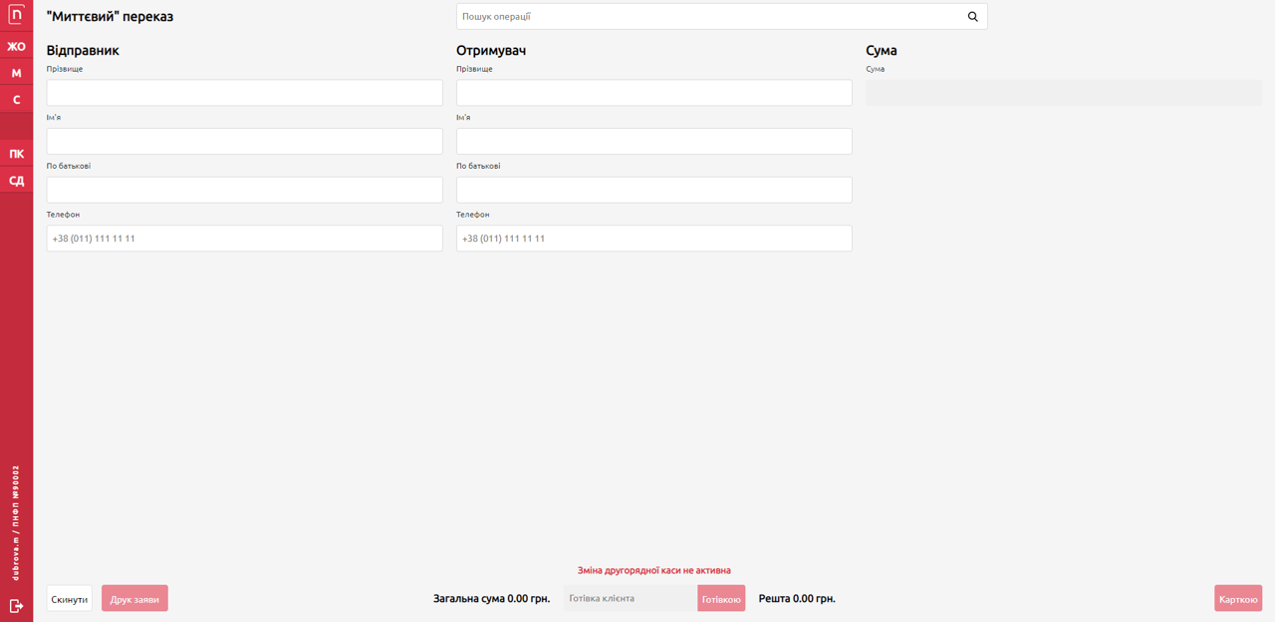 "Миттєвий" переказ
Пошук операції
ЖО
М
С
ПК
СД
Відправник
Прізвище
Ім'я
По батькові
Телефон
+38 (011) 111 11 11
Отримувач
Прізвище
Ім'я
По батькові
Телефон
+38 (011) 111 11 11
Сума
Сума
dubrova.m / ПНФП №90002
Зміна другорядної каси не активна
Скинути
Друк заяви
Загальна сума 0.00 грн.
Готівка клієнта
Готівкою
Решта 0.00 грн.
Карткою